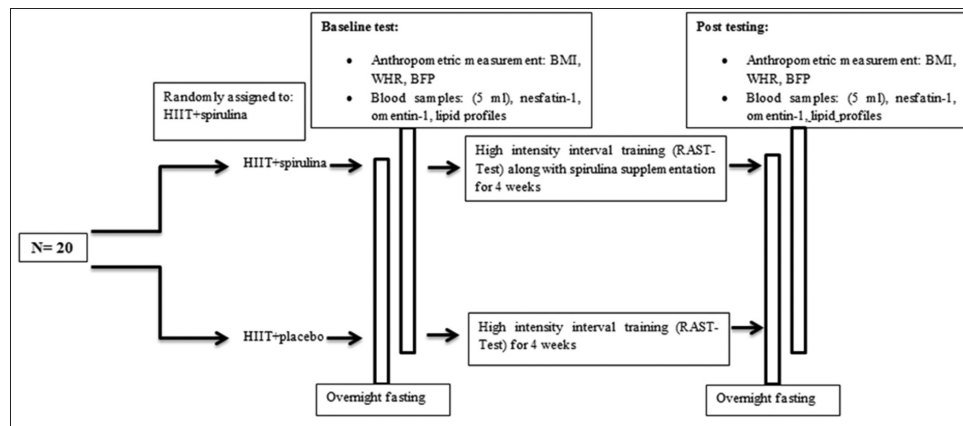 Baseline test:
• Anthropometric measurement: BMI,
WHR, BFP
• Blood samples: (5 ml), nesfatin-1,
omentin-1, lipid profiles
Post testing:
• Anthropometric measurement: BMI,
WHR, BFP
• Blood samples: (5 ml), nesfatin-1,
omentin-1, lipid profiles
Randomly assigned to:
HIIT+spirulina
HIIT+spirulina
High intensity interval training (RAST-
Test) along with spirulina supplementation
for 4 weeks
N= 20
HIIT+placebo
High intensity interval training (RAST-
Test) for 4 weeks
Overnight fasting
Overnight fasting